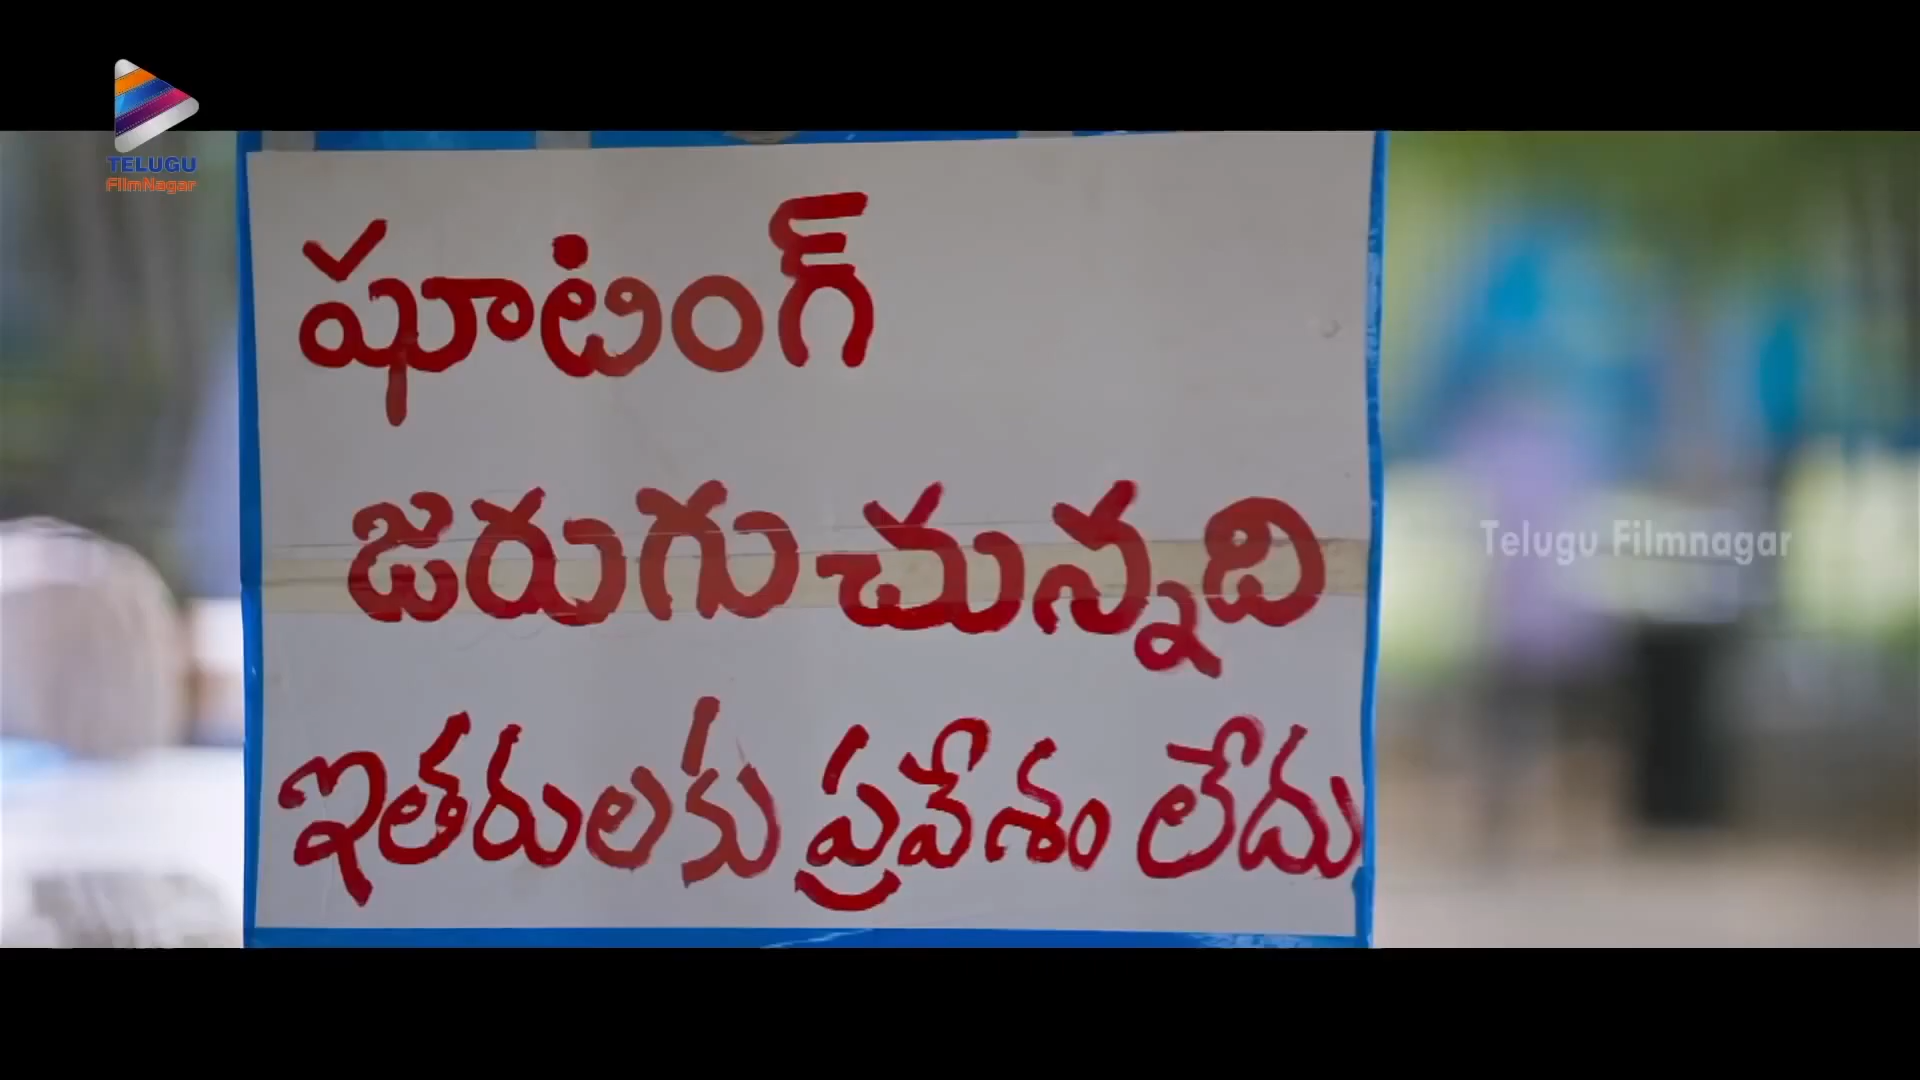 TELUGU
FilmNagar
షూటింగ్
జరుగుచున్నది
ఇతరులకు ప్రవేశం లేదు
Telugu Filmnagar